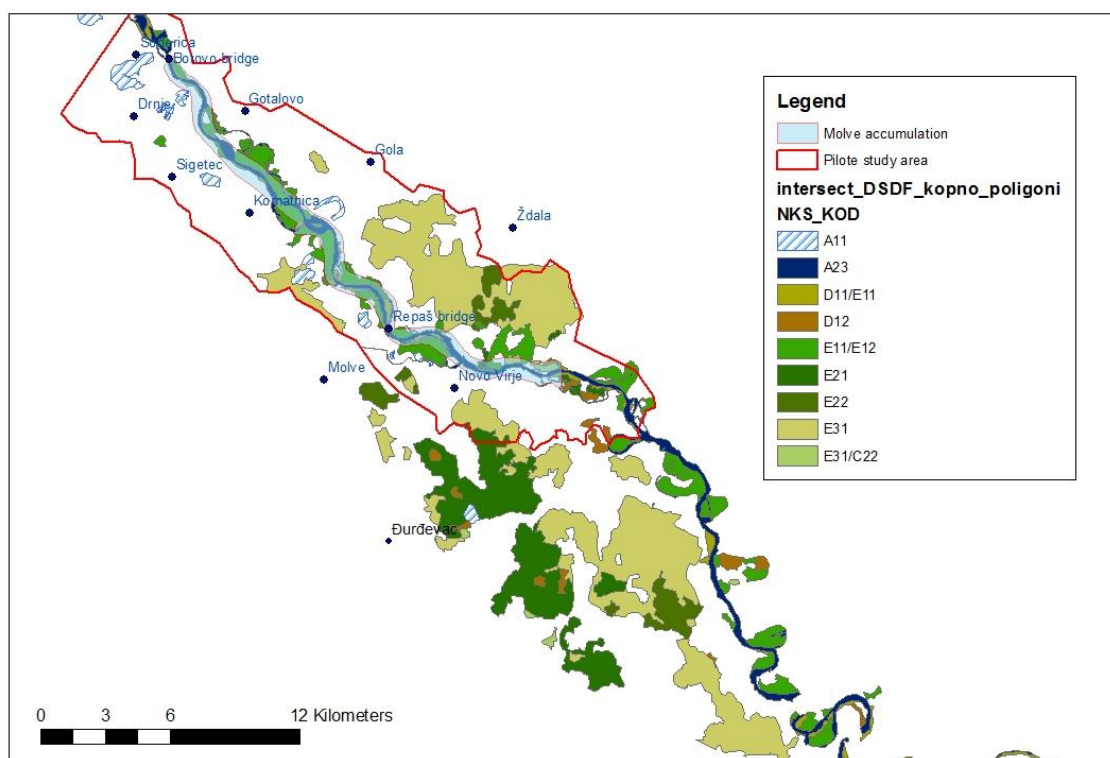 Botovo bridge
Drnje
Gotalovo
Sigetec
Gola
Komatnica
Ždala
Repaš bridge
Molve
Novo Virje
Đurđevac
Legend
Molve accumulation
Pilote study area
intersect_DSDF_kopno_poligoni
NKS_KOD
A11
A23
D11/E11
D12
E11/E12
E21
E22
E31
E31/C22
0 3 6 12 Kilometers